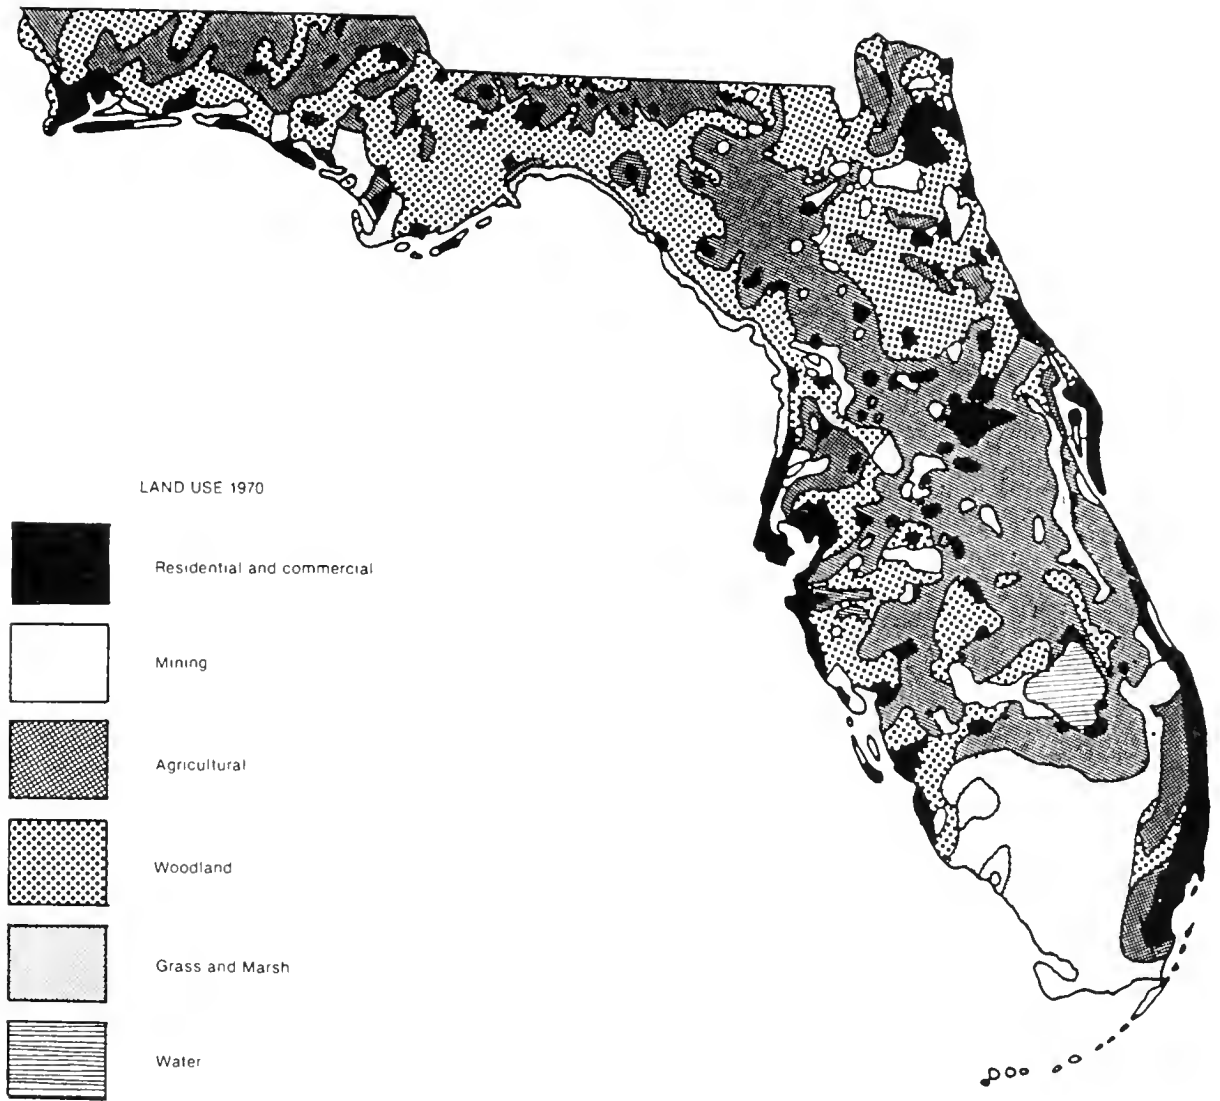 LAND USE 1970
Residential and commercial
Mining
Agricultural
Woodland
Grass and Marsh
Water